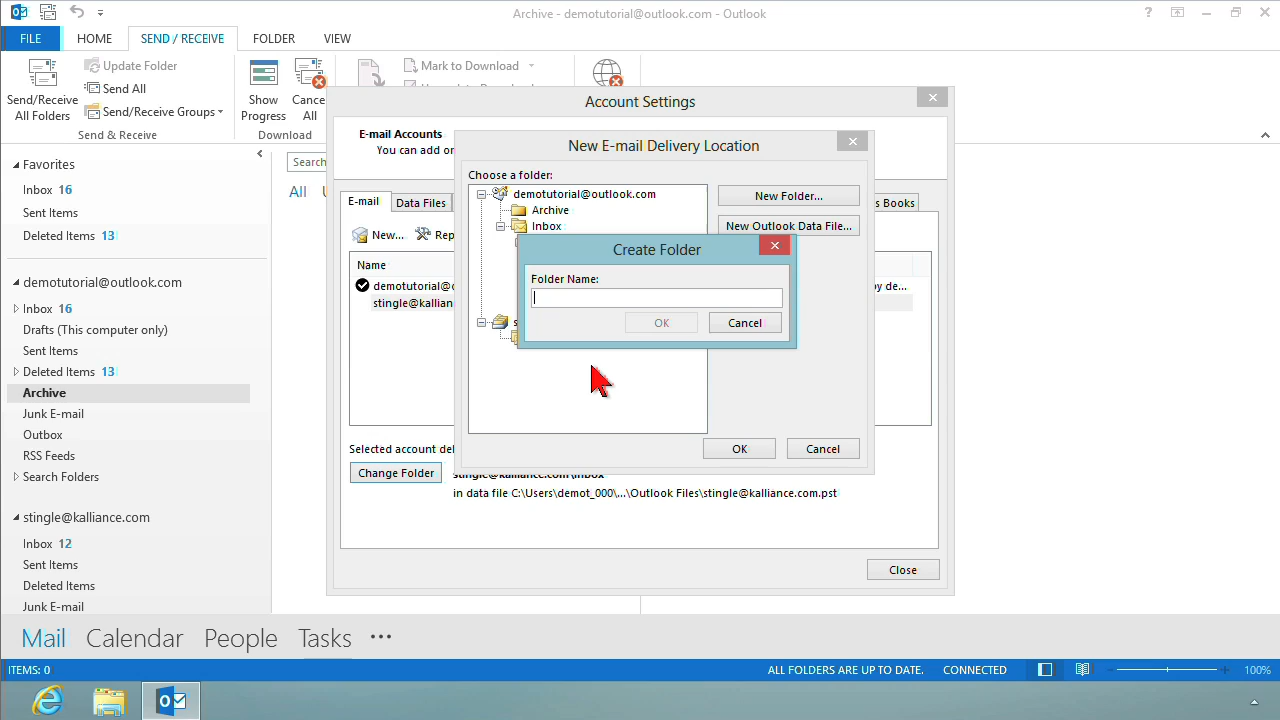 Archive - demotutorial@outlook.com - Outlook
FILE HOME SEND / RECEIVE FOLDER VIEW
Send/Receive All Folders
Update Folder
Send All
Send/Receive Groups
Send & Receive
Show Progress
Cancel All
Download
Mark to Download
Favorites
Inbox 16
Sent Items
Deleted Items 13
demotutorial@outlook.com
Inbox 16
Drafts (This computer only)
Sent Items
Deleted Items 13
Archive
Junk E-mail
Outbox
RSS Feeds
Search Folders
stingle@kalliance.com
Inbox 12
Sent Items
Deleted Items
Junk E-mail
Search
All
Account Settings
E-mail Accounts
You can add or
E-mail Data Files
s Books
New...
Rep
Name
demotutorial@
stingle@kallian
by de...
Selected account del
Change Folder
stingle@kalliance.com\Inbox
in data file C:\Users\demot_000\...\Outlook Files\stingle@kalliance.com.pst
Close
New E-mail Delivery Location
Choose a folder:
demotutorial@outlook.com
Archive
Inbox
New Folder...
New Outlook Data File...
OK Cancel
Create Folder
Folder Name:
OK Cancel
Mail Calendar People Tasks •••
ITEMS: 0
ALL FOLDERS ARE UP TO DATE. CONNECTED 100%